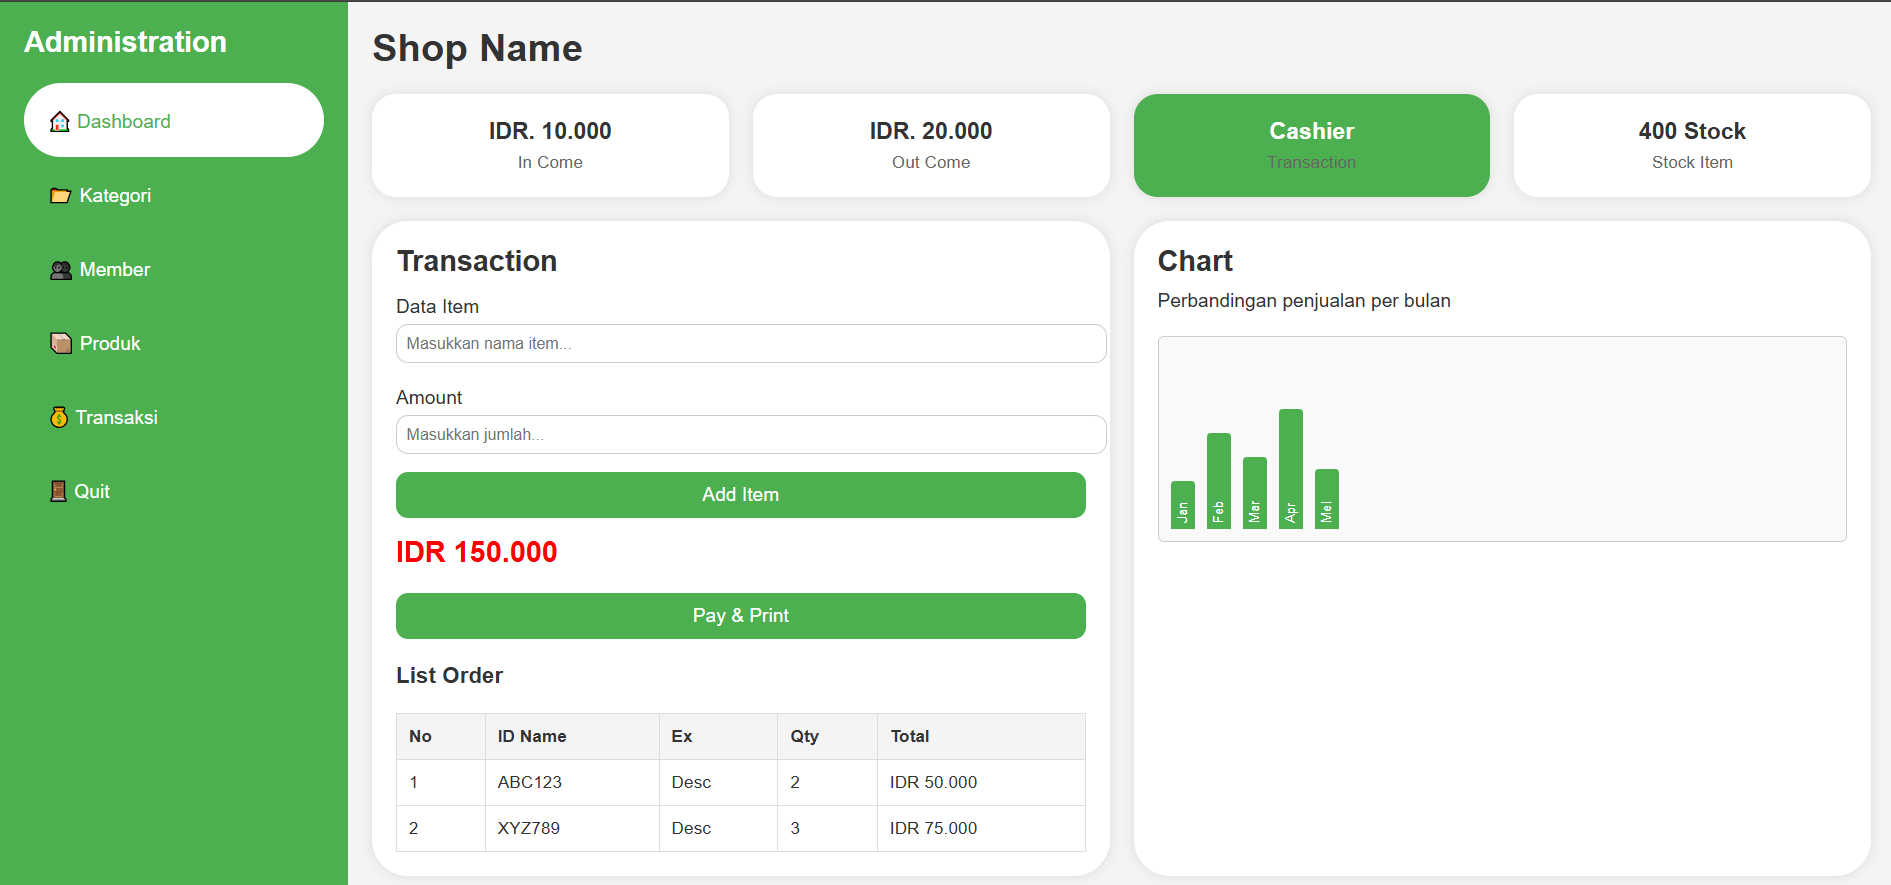 Administration
Dashboard
Kategori
Member
Produk
Transaksi
Quit
Shop Name
IDR. 10.000
In Come
IDR. 20.000
Out Come
Cashier
Transaction
400 Stock
Stock Item
Transaction
Data Item
Masukkan nama item...
Amount
Masukkan jumlah...
Add Item
IDR 150.000
Pay & Print
List Order
No ID Name Ex Qty Total
1 ABC123 Desc 2 IDR 50.000
2 XYZ789 Desc 3 IDR 75.000
Chart
Perbandingan penjualan per bulan
Jan
Feb
Mar
Apr
Mei